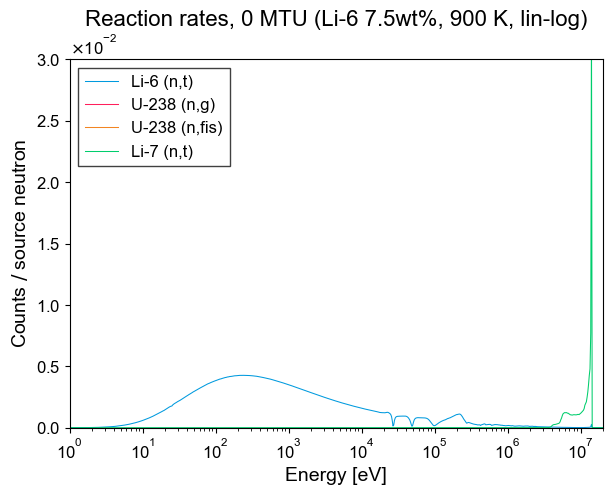 Reaction rates, 0 MTU (Li-6 7.5wt%, 900 K, lin-log)
×10⁻²
Li-6 (n,t)
U-238 (n,g)
U-238 (n,fis)
Li-7 (n,t)
3.0
2.5
2.0
1.5
1.0
0.5
0.0
Counts / source neutron
10⁰ 10¹ 10² 10³ 10⁴ 10⁵ 10⁶ 10⁷
Energy [eV]